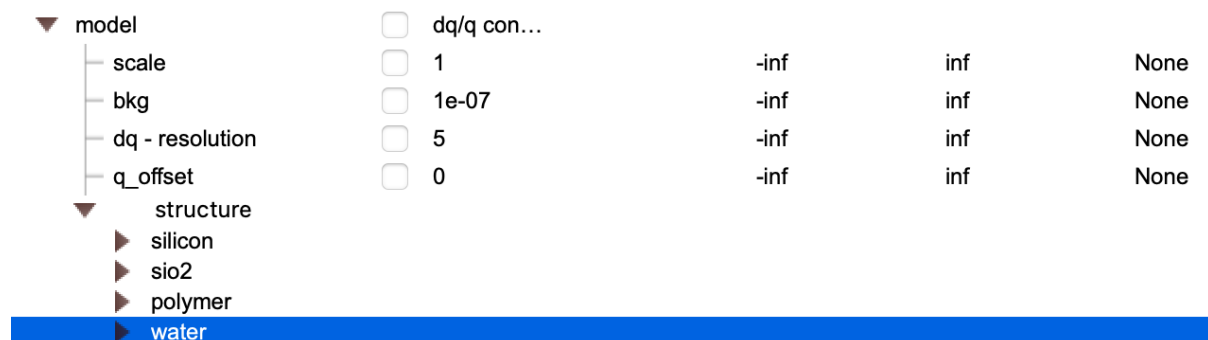 model dq/q con…
scale 1 -inf inf None
bkg 1e-07 -inf inf None
dq - resolution 5 -inf inf None
q_offset 0 -inf inf None
structure
silicon
sio2
polymer
water